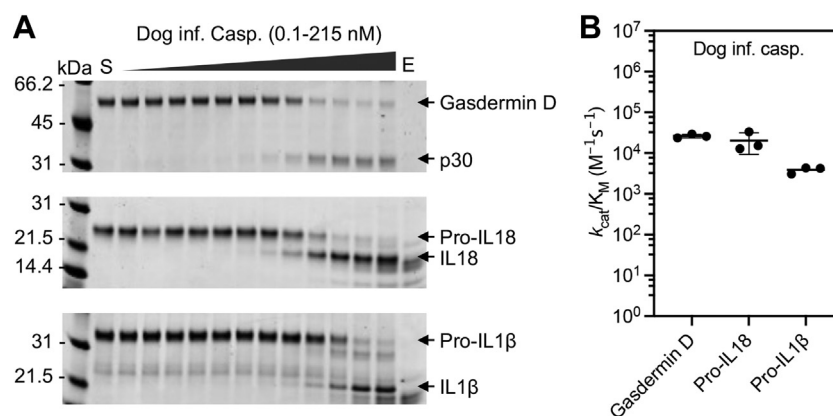 A
Dog inf. Casp. (0.1-215 nM)
kDa S E
66.2
45
31
Gasdermin D
p30
31
21.5
14.4
Pro-IL18
IL18
31
21.5
Pro-IL1β
IL1β
B
Dog inf. casp.
kcat/KM (M−1s−1)
10^7
10^6
10^5
10^4
10^3
10^2
10^1
10^0
Gasdermin D
Pro-IL18
Pro-IL1β